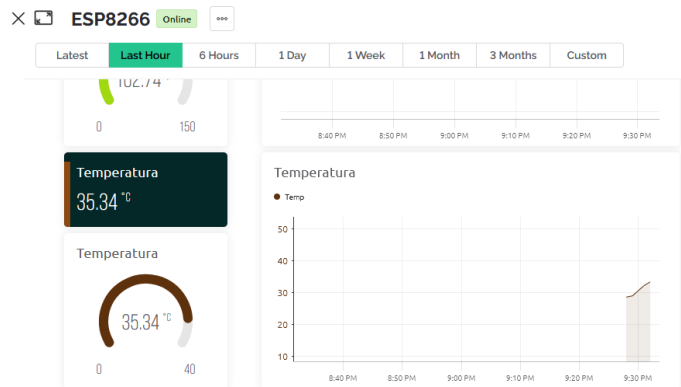 ESP8266 Online
Latest Last Hour 6 Hours 1 Day 1 Week 1 Month 3 Months Custom
102.74
0 150
8:40 PM 8:50 PM 9:00 PM 9:10 PM 9:20 PM 9:30 PM
Temperatura
35.34 °C
Temperatura
35.34 °C
0 40
Temperatura
Temp
50
40
30
20
10
8:40 PM 8:50 PM 9:00 PM 9:10 PM 9:20 PM 9:30 PM